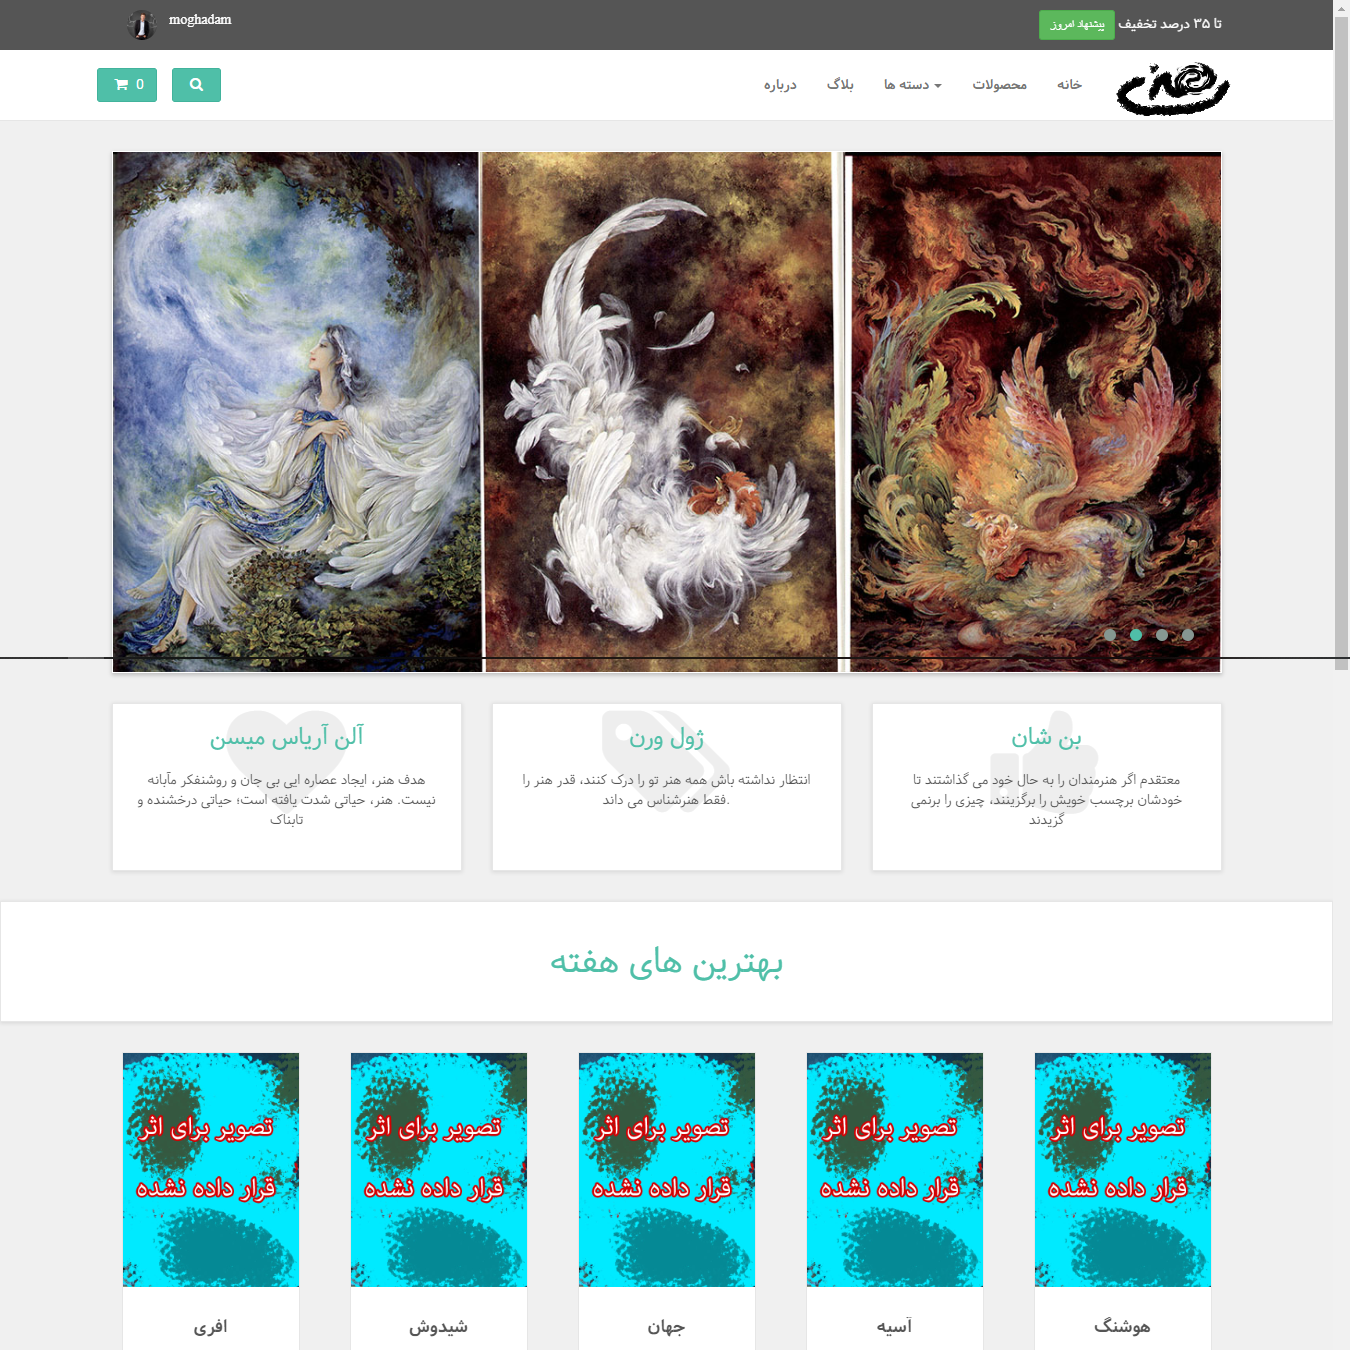 تا ۳۵ درصد تخفیف پیشنهاد امروز
moghadam
خانه
محصولات
دسته ها
بلاگ
درباره
0
بن شان
معتقدم اگر هنرمندان را به حال خود می گذاشتند تا
خودشان برچسب خویش را برگزینند، چیزی را برنمی
گزیدند
ژول ورن
انتظار نداشته باش همه هنر تو را درک کنند، قدر هنر را
فقط هنرشناس می داند.
آلن آریاس میسن
هدف هنر، ایجاد عصاره ایی بی جان و روشنفکر مآبانه
نیست. هنر، حیاتی شدت یافته است؛ حیاتی درخشنده و
تابناک
بهترین های هفته
تصویر برای اثر
قرار داده نشده
هوشنگ
تصویر برای اثر
قرار داده نشده
آسیه
تصویر برای اثر
قرار داده نشده
جهان
تصویر برای اثر
قرار داده نشده
شیدوش
تصویر برای اثر
قرار داده نشده
افری